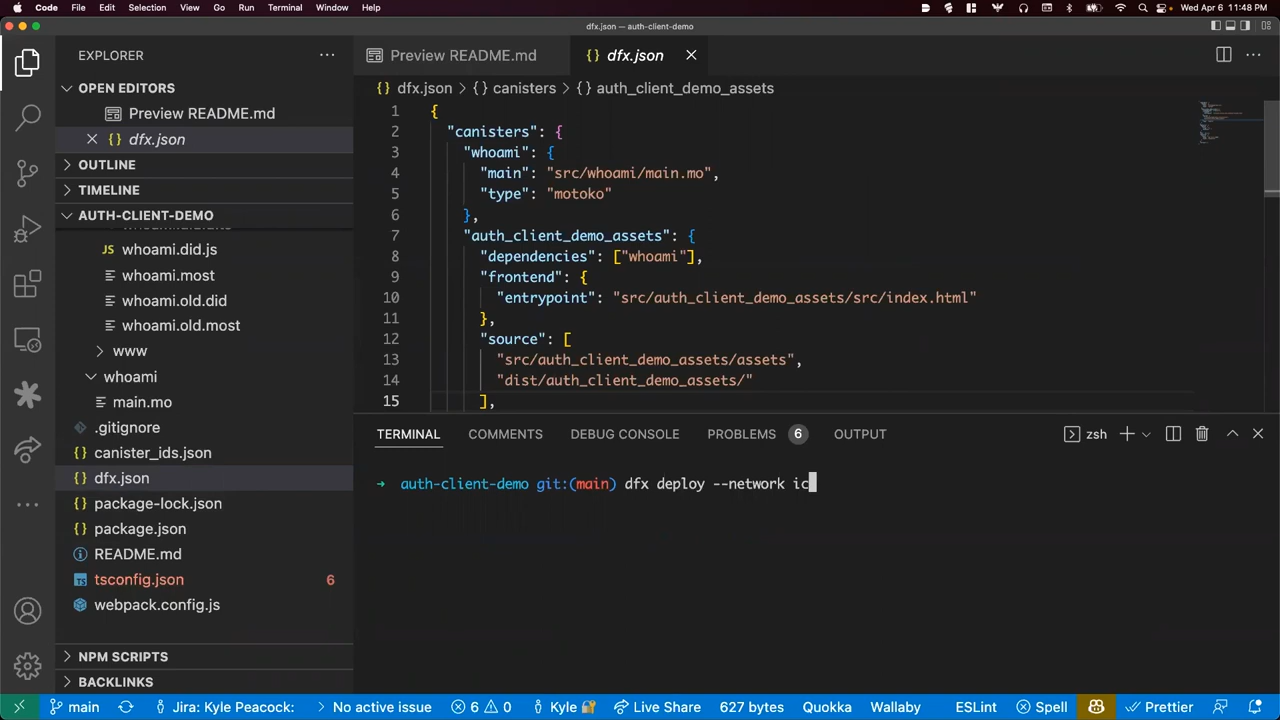 Code File Edit Selection View Go Run Terminal Window Help Wed Apr 6 11:48 PM
dfx.json — auth-client-demo
EXPLORER
OPEN EDITORS
Preview README.md
dfx.json
OUTLINE
TIMELINE
AUTH-CLIENT-DEMO
JS whoami.did.js
whoami.most
whoami.old.did
whoami.old.most
www
whoami
main.mo
.gitignore
{} canister_ids.json
{} dfx.json
{} package-lock.json
{} package.json
README.md
TS tsconfig.json 6
webpack.config.js
NPM SCRIPTS
BACKLINKS
Preview README.md {} dfx.json
{} dfx.json > {} canisters > {} auth_client_demo_assets
1 {
2 "canisters": {
3 "whoami": {
4 "main": "src/whoami/main.mo",
5 "type": "motoko"
6 },
7 "auth_client_demo_assets": {
8 "dependencies": ["whoami"],
9 "frontend": {
10 "entrypoint": "src/auth_client_demo_assets/src/index.html"
11 },
12 "source": [
13 "src/auth_client_demo_assets/assets",
14 "dist/auth_client_demo_assets/"
15 ],
TERMINAL COMMENTS DEBUG CONSOLE PROBLEMS 6 OUTPUT zsh
→ auth-client-demo git:(main) dfx deploy --network ic
main Jira: Kyle Peacock: No active issue 6 0 Kyle Live Share 627 bytes Quokka Wallaby ESLint Spell Prettier